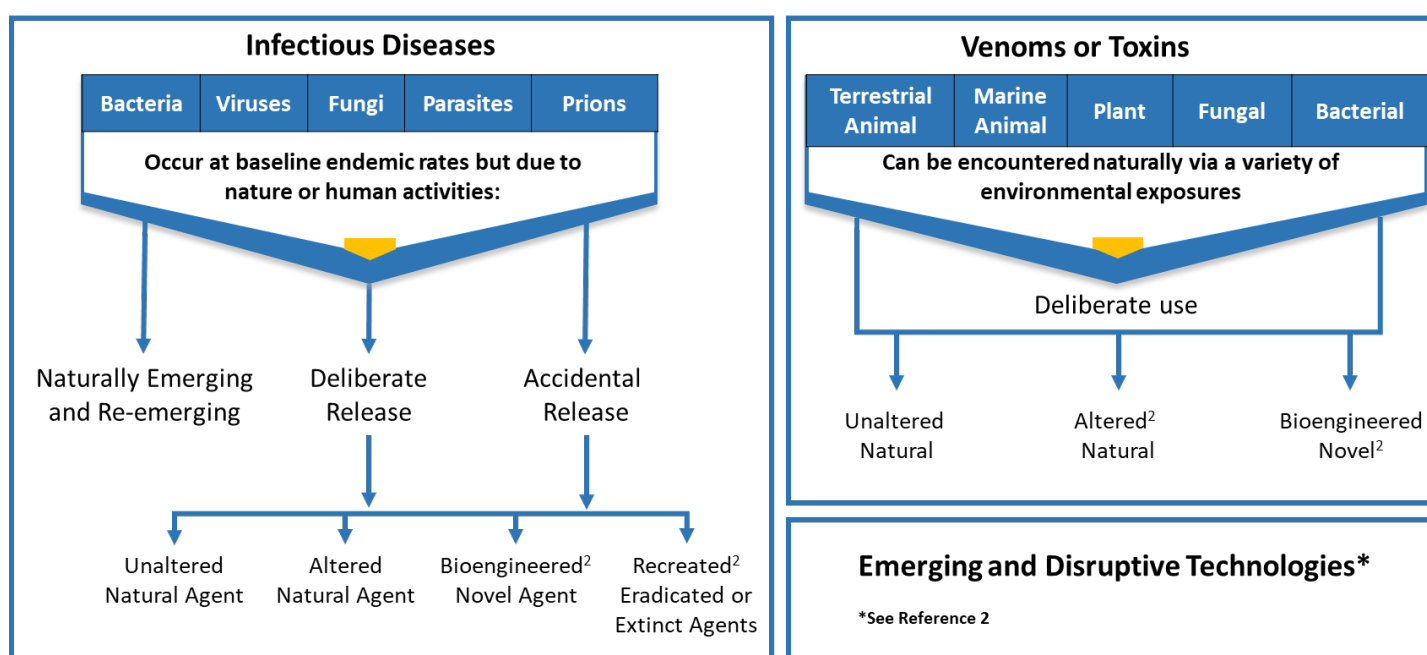 Infectious Diseases
Bacteria
Viruses
Fungi
Parasites
Prions
Occur at baseline endemic rates but due to
nature or human activities:
Naturally Emerging
and Re-emerging
Deliberate
Release
Accidental
Release
Unaltered
Natural Agent
Altered
Natural Agent
Bioengineered²
Novel Agent
Recreated²
Eradicated or
Extinct Agents
Venoms or Toxins
Terrestrial
Animal
Marine
Animal
Plant
Fungal
Bacterial
Can be encountered naturally via a variety of
environmental exposures
Deliberate use
Unaltered
Natural
Altered²
Natural
Bioengineered
Novel²
Emerging and Disruptive Technologies*
*See Reference 2